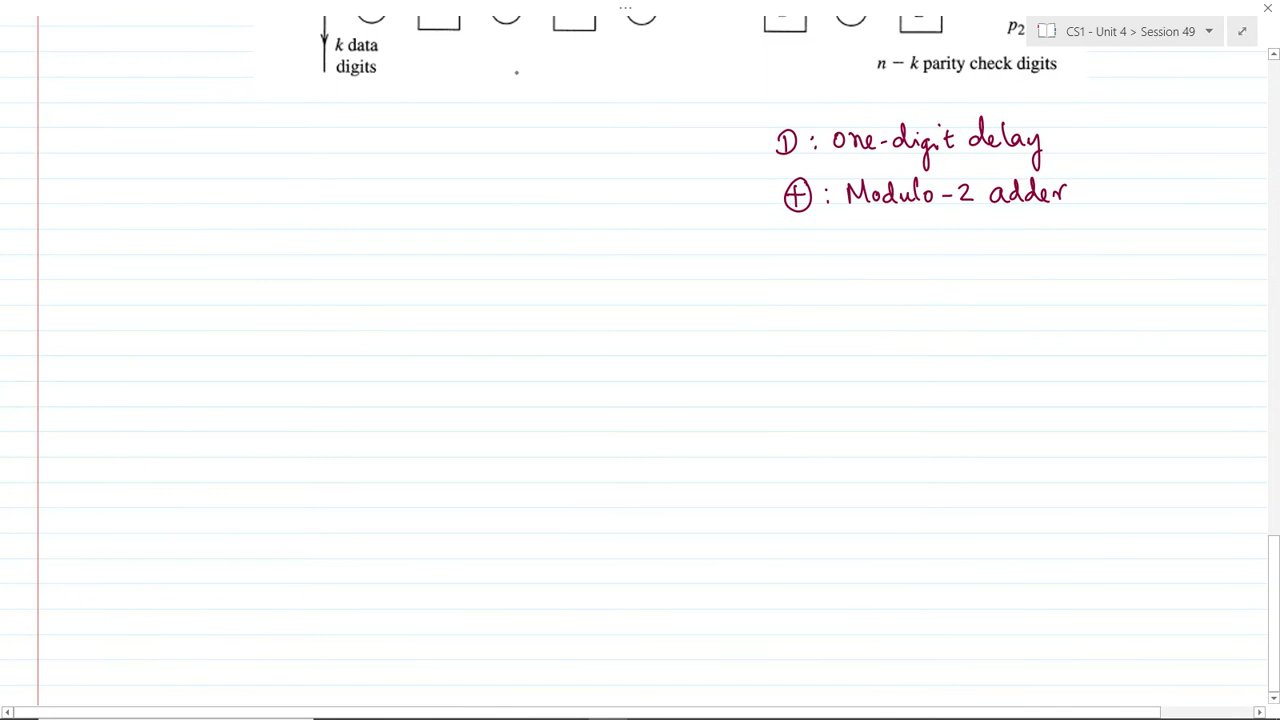 p2
CS1 - Unit 4 > Session 49
k data
digits
n − k parity check digits
D : one-digit delay
⊕ : Modulo-2 adder